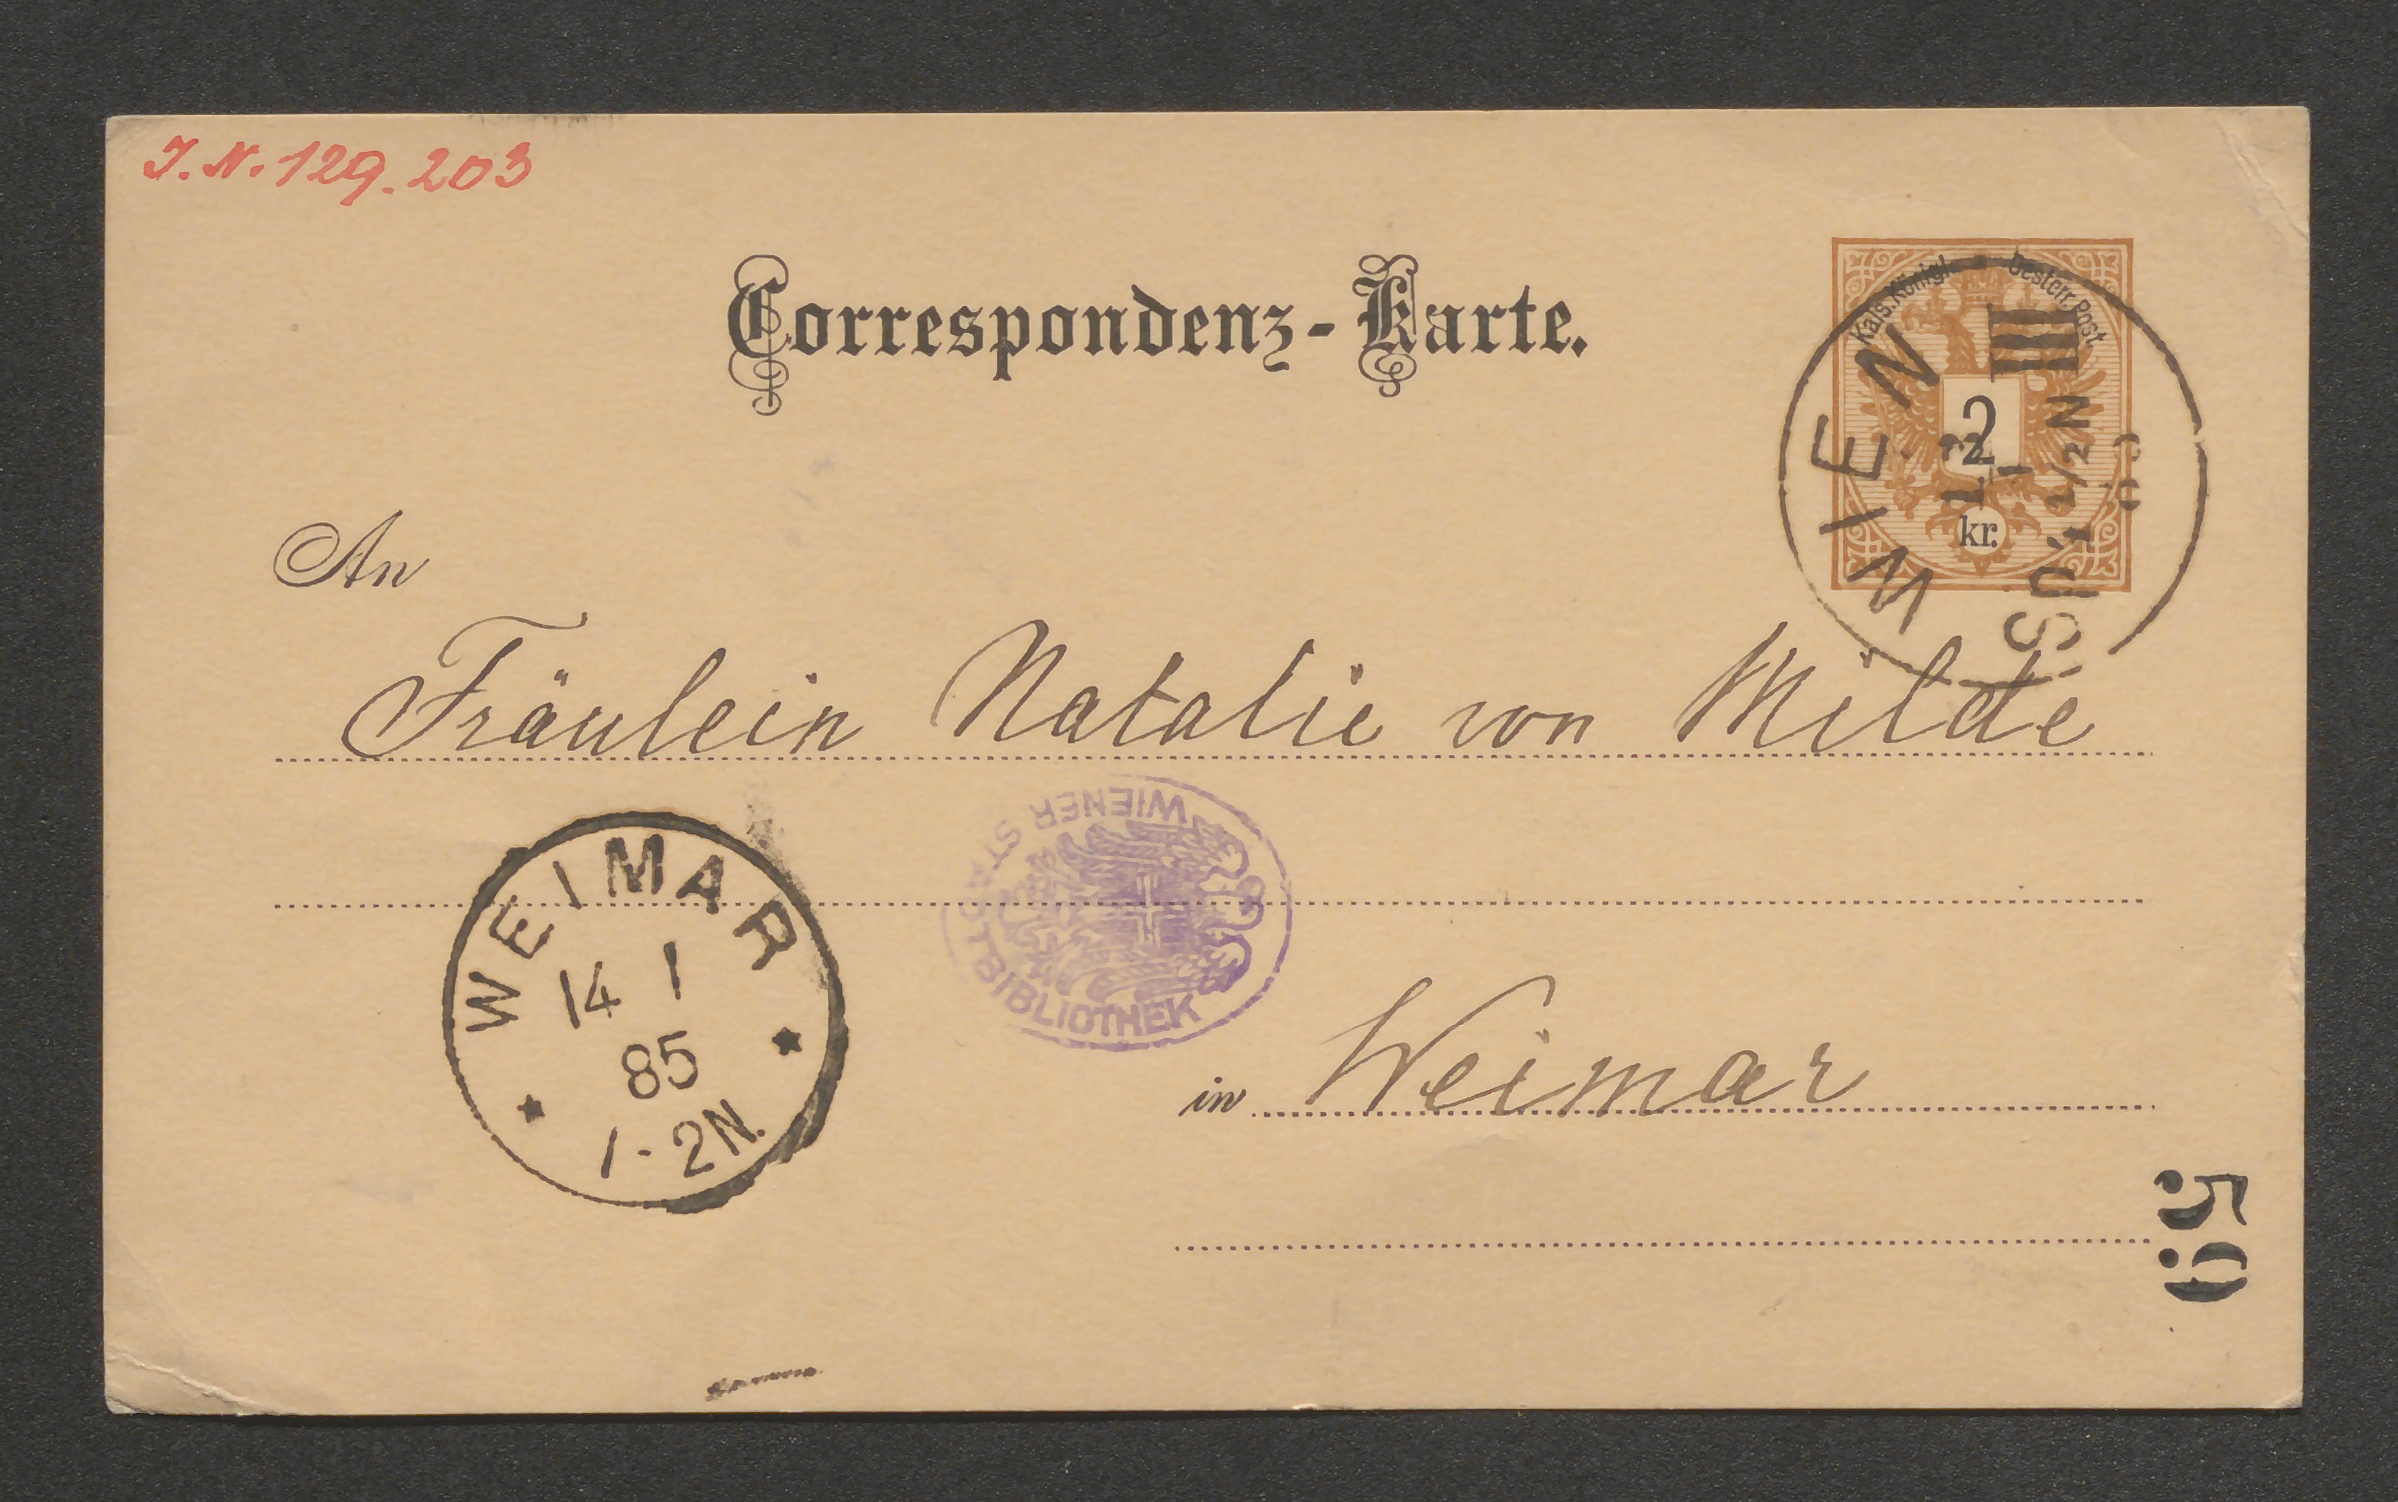 J. N. 129.203
Correspondenz-Karte.
Kais. Königl. Oesterr. Post
2
kr.
WIEN
An
Fräulein Natalie von Milde
WIENER STADTBIBLIOTHEK
WEIMAR
14 1
85
1-2N.
in Weimar
59